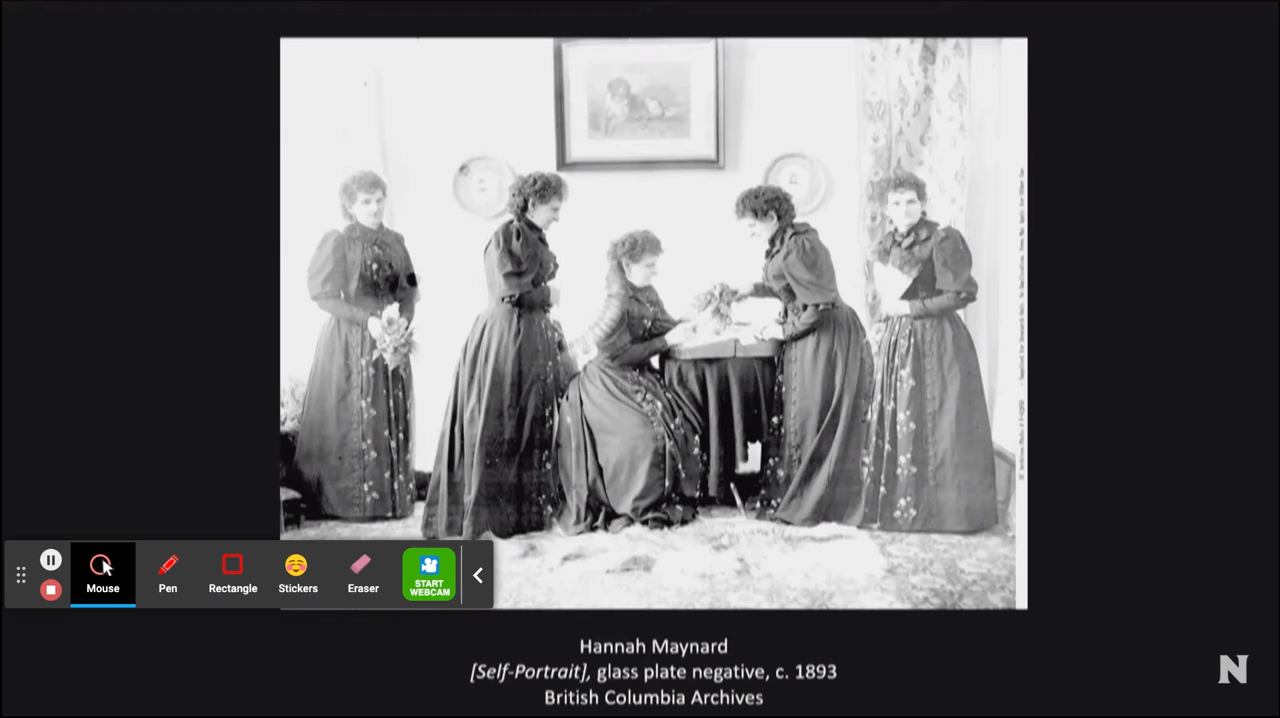 Mouse
Pen
Rectangle
Stickers
Eraser
START
WEBCAM
Hannah Maynard
[Self-Portrait], glass plate negative, c. 1893
British Columbia Archives
N